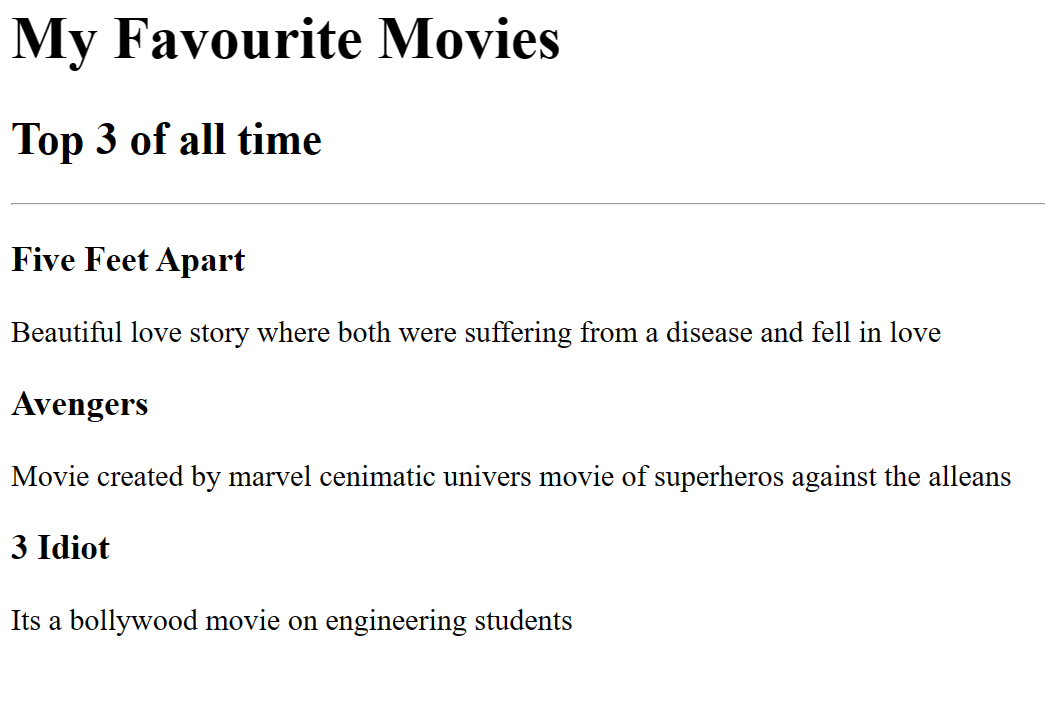 My Favourite Movies
Top 3 of all time
Five Feet Apart
Beautiful love story where both were suffering from a disease and fell in love
Avengers
Movie created by marvel cenimatic univers movie of superheros against the alleans
3 Idiot
Its a bollywood movie on engineering students